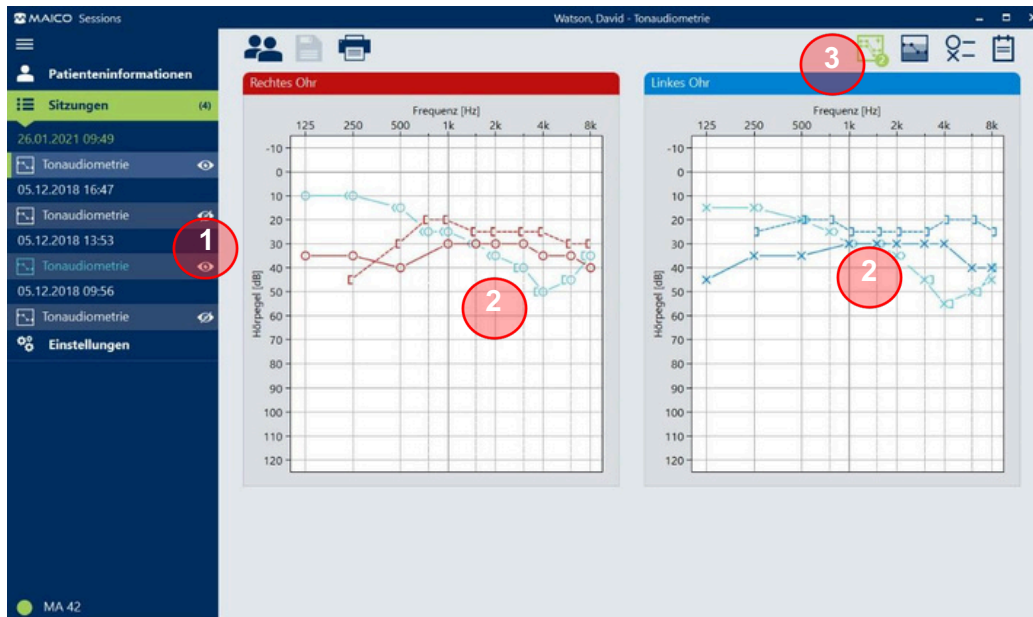 MAICO Sessions
Watson, David - Tonaudiometrie
Patienteninformationen
Sitzungen (4)
26.01.2021 09:49
Tonaudiometrie
05.12.2018 16:47
Tonaudiometrie
05.12.2018 13:53
Tonaudiometrie
05.12.2018 09:56
Tonaudiometrie
Einstellungen
MA 42
1
3
2
Rechtes Ohr
Frequenz [Hz]
125 250 500 1k 2k 4k 8k
Hörpegel [dB]
-10
0
10
20
30
40
50
60
70
80
90
100
110
120
2
Linkes Ohr
Frequenz [Hz]
125 250 500 1k 2k 4k 8k
Hörpegel [dB]
-10
0
10
20
30
40
50
60
70
80
90
100
110
120
2